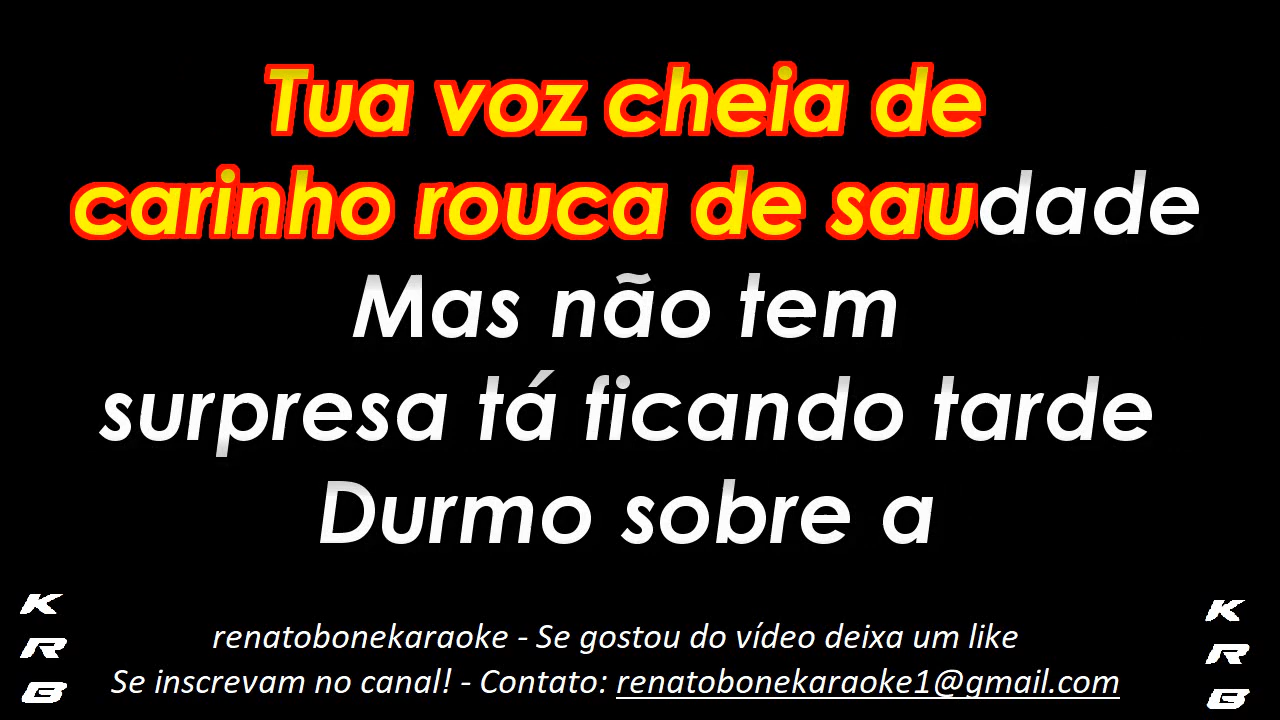 Tua voz cheia de
carinho rouca de saudade
Mas não tem
surpresa tá ficando tarde
Durmo sobre a
K
R
B
renatobonekaraoke - Se gostou do vídeo deixa um like
Se inscrevam no canal! - Contato: renatobonekaraoke1@gmail.com
K
R
B